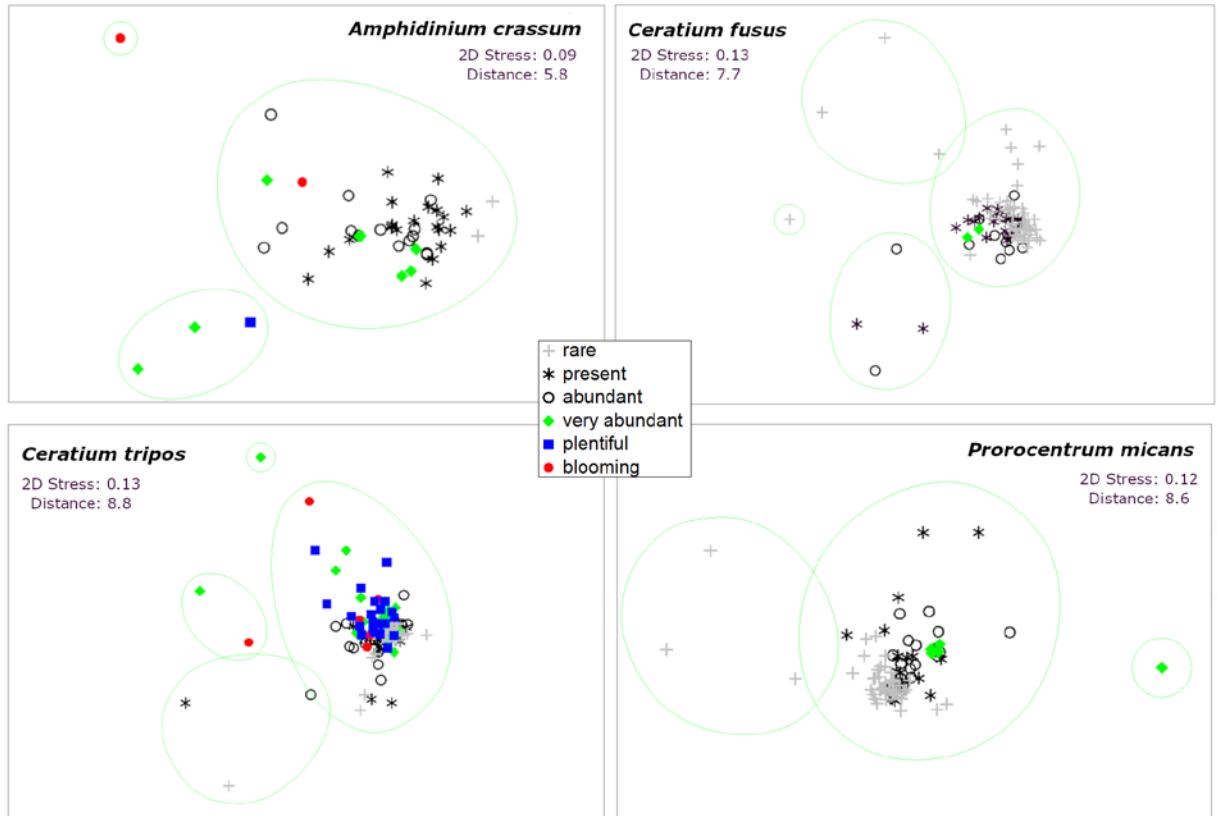 Amphidinium crassum
2D Stress: 0.09
Distance: 5.8
Ceratium fusus
2D Stress: 0.13
Distance: 7.7
rare
present
abundant
very abundant
plentiful
blooming
Ceratium tripos
2D Stress: 0.13
Distance: 8.8
Prorocentrum micans
2D Stress: 0.12
Distance: 8.6